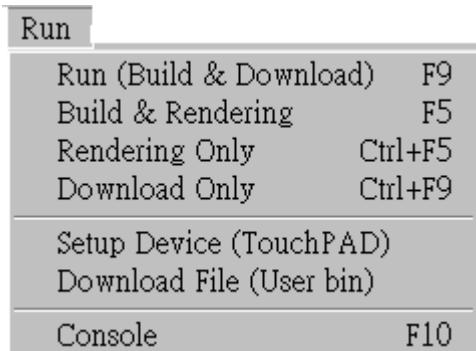 Run
Run (Build & Download) F9
Build & Rendering F5
Rendering Only Ctrl+F5
Download Only Ctrl+F9
Setup Device (TouchPAD)
Download File (User bin)
Console F10